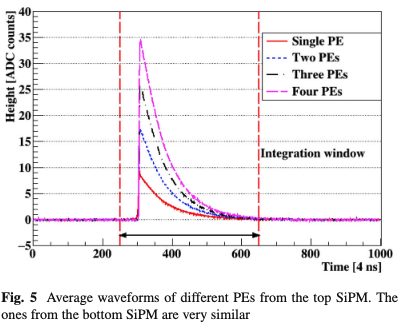 Height [ADC counts]
40
35
30
25
20
15
10
5
0
−5
Single PE
Two PEs
Three PEs
Four PEs
Integration window
0 200 400 600 800 1000
Time [4 ns]
Fig. 5 Average waveforms of different PEs from the top SiPM. The
ones from the bottom SiPM are very similar